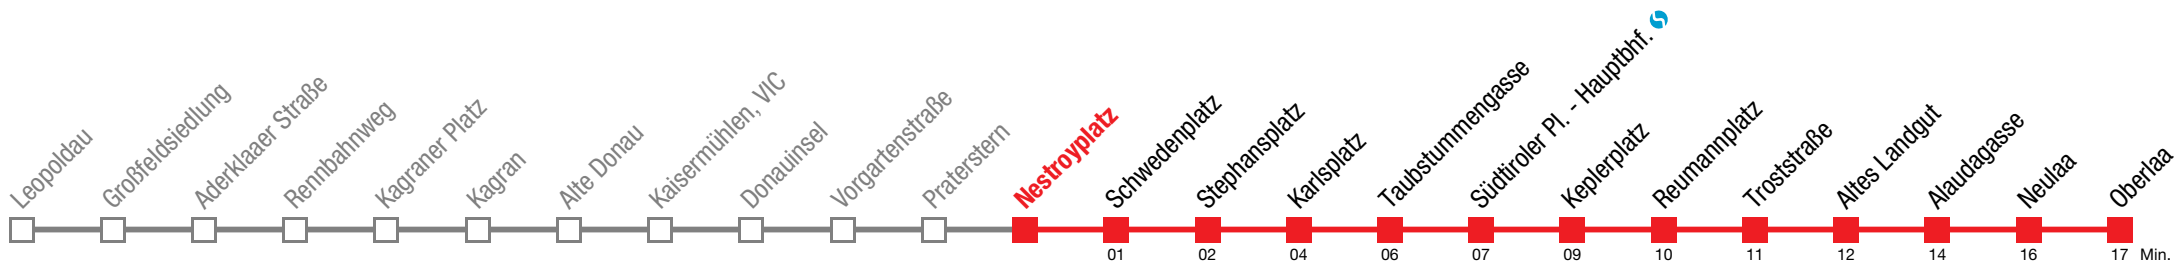 Leopoldau
Großfeldsiedlung
Aderklaaer Straße
Rennbahnweg
Kagraner Platz
Kagran
Alte Donau
Kaisermühlen, VIC
Donauinsel
Vorgartenstraße
Praterstern
Nestroyplatz
Schwedenplatz
Stephansplatz
Karlsplatz
Taubstummengasse
Südtiroler Pl. - Hauptbhf.
Keplerplatz
Reumannplatz
Troststraße
Altes Landgut
Alaudagasse
Neulaa
Oberlaa
01 02 04 06 07 09 10 11 12 14 16 17 Min.